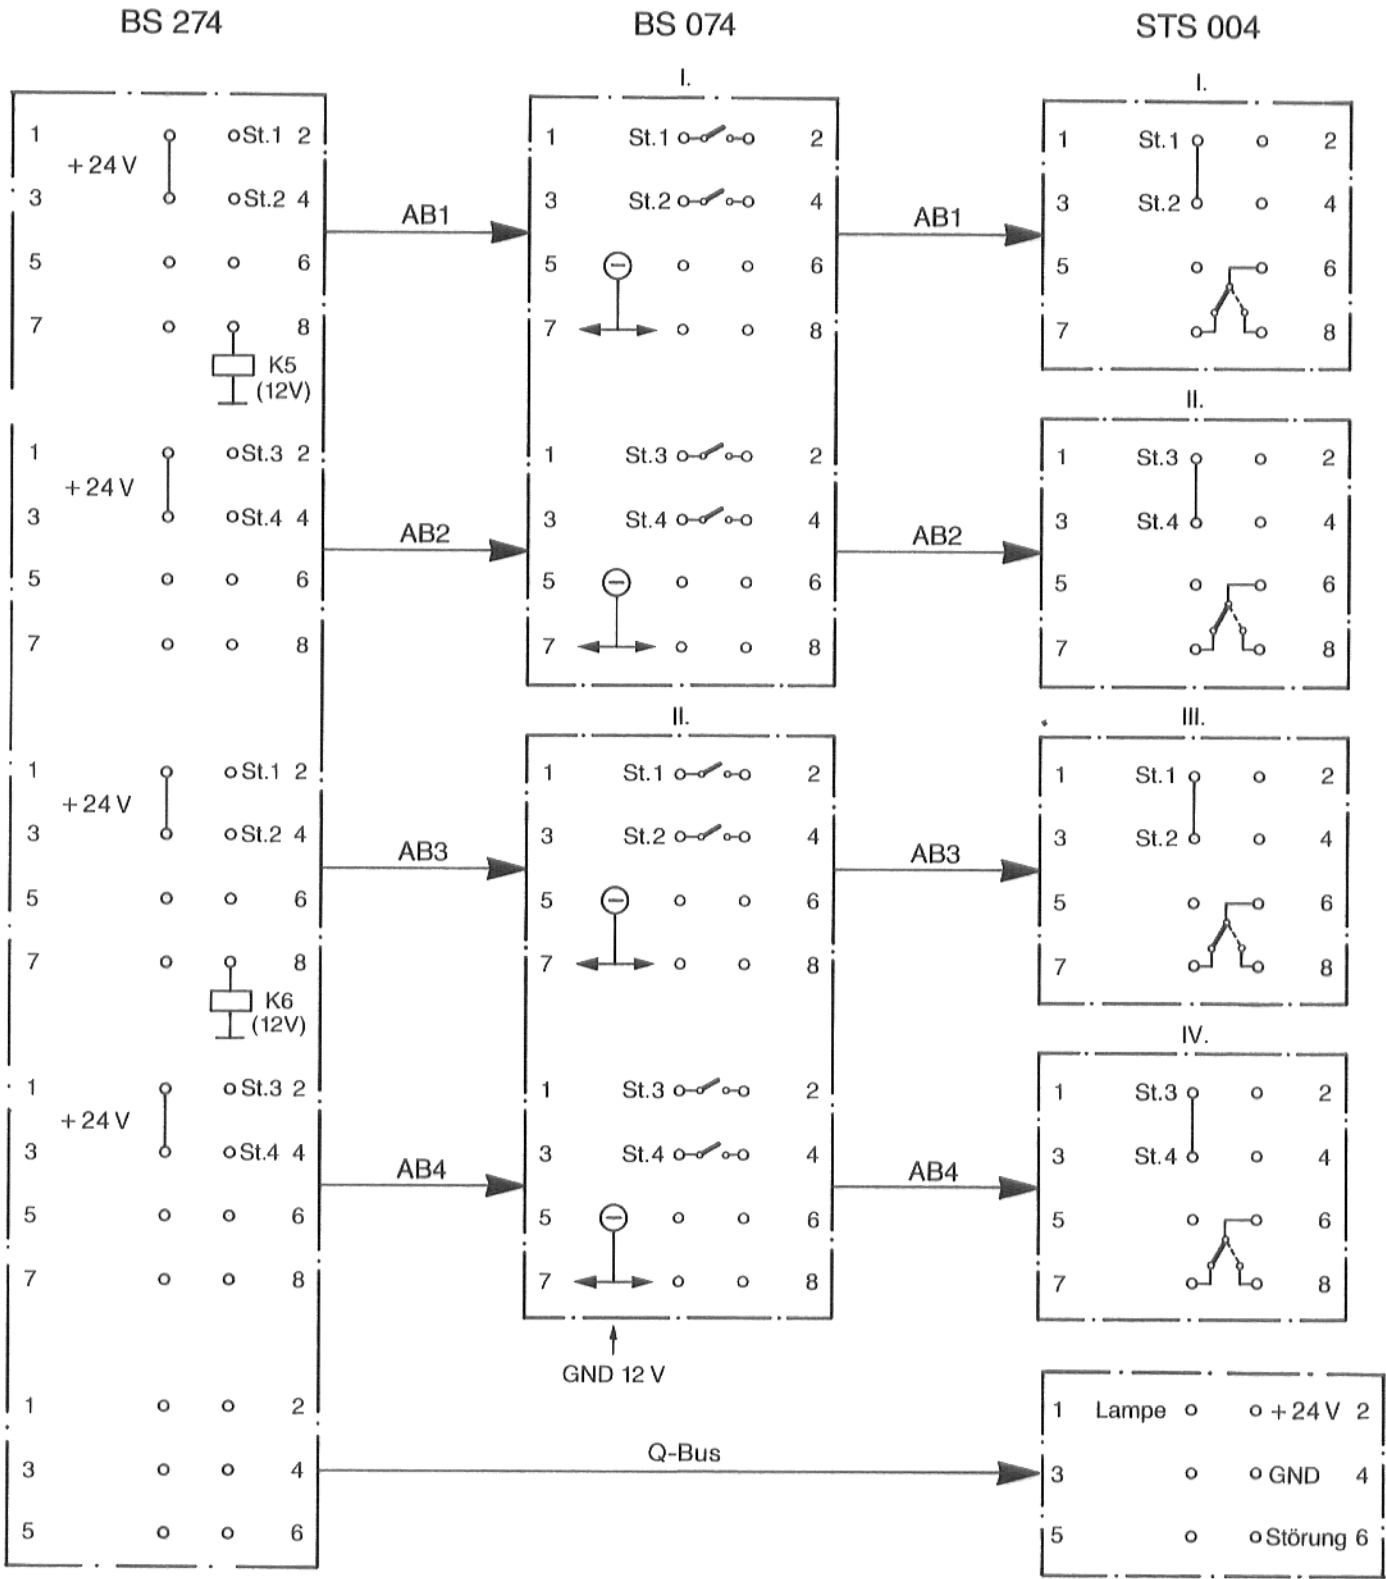 BS 274 BS 074 STS 004
I. I.
1 St.1 2 1 St.1 2 1 St.1 2
+24 V
3 St.2 4 3 St.2 4 3 St.2 4
AB1 AB1
5 6 5 6 5 6
7 8 7 8 7 8
K5
(12V)
II.
1 St.3 2 1 St.3 2 1 St.3 2
+24 V
3 St.4 4 3 St.4 4 3 St.4 4
AB2 AB2
5 6 5 6 5 6
7 8 7 8 7 8
II. III.
1 St.1 2 1 St.1 2 1 St.1 2
+24 V
3 St.2 4 3 St.2 4 3 St.2 4
AB3 AB3
5 6 5 6 5 6
7 8 7 8 7 8
K6
(12V)
IV.
1 St.3 2 1 St.3 2 1 St.3 2
+24 V
3 St.4 4 3 St.4 4 3 St.4 4
AB4 AB4
5 6 5 6 5 6
7 8 7 8 7 8
GND 12 V
1 2 1 Lampe +24 V 2
Q-Bus
3 4 3 GND 4
5 6 5 Störung 6